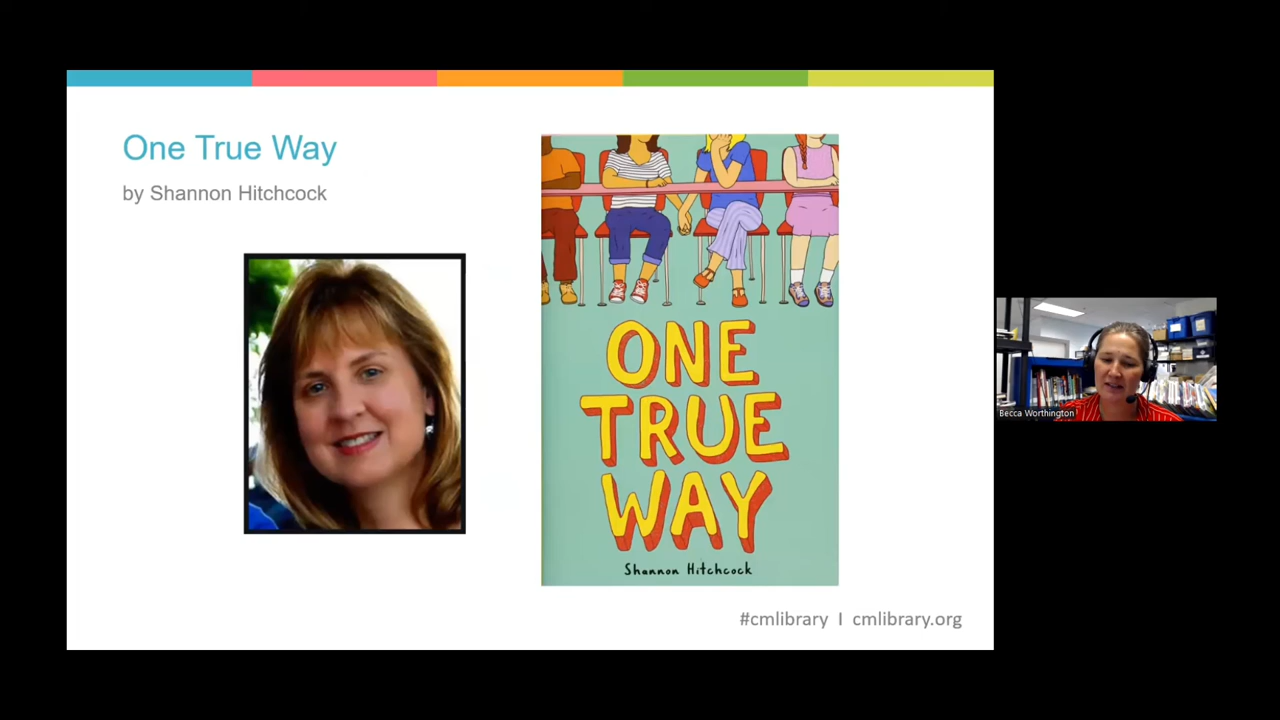 One True Way
by Shannon Hitchcock
ONE
TRUE
WAY
Shannon Hitchcock
#cmlibrary I cmlibrary.org
Becca Worthington